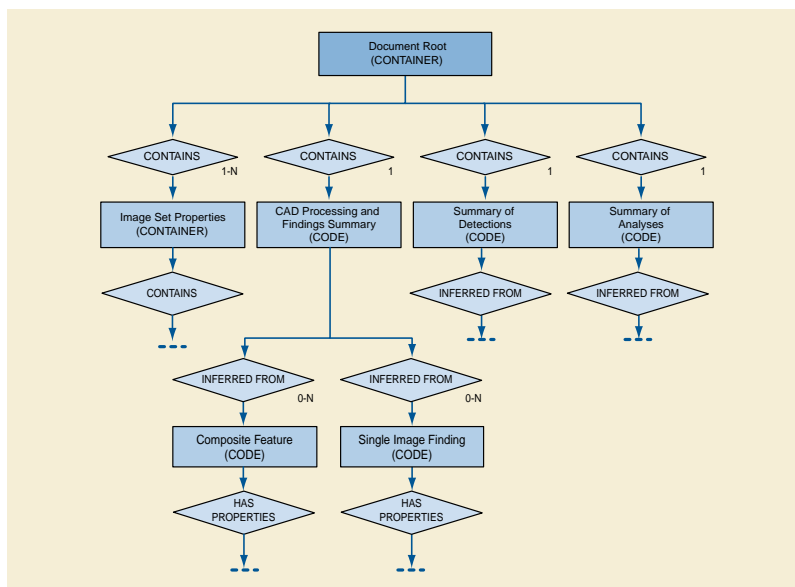 Document Root
(CONTAINER)
CONTAINS
1-N
CONTAINS
1
CONTAINS
1
CONTAINS
1
Image Set Properties
(CONTAINER)
CAD Processing and
Findings Summary
(CODE)
Summary of
Detections
(CODE)
Summary of
Analyses
(CODE)
CONTAINS
INFERRED FROM
INFERRED FROM
INFERRED FROM
0-N
INFERRED FROM
0-N
Composite Feature
(CODE)
Single Image Finding
(CODE)
HAS
PROPERTIES
HAS
PROPERTIES